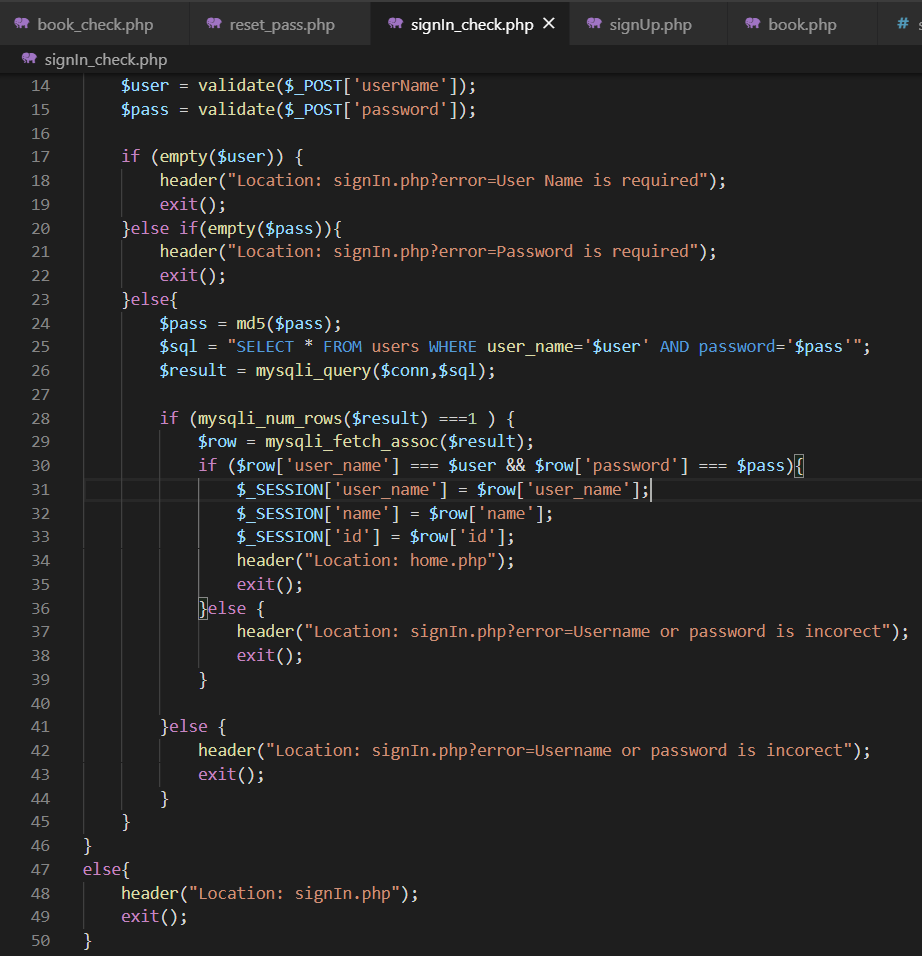 book_check.php reset_pass.php signIn_check.php × signUp.php book.php #
signIn_check.php
14 $user = validate($_POST['userName']);
15 $pass = validate($_POST['password']);
16
17 if (empty($user)) {
18 header("Location: signIn.php?error=User Name is required");
19 exit();
20 }else if(empty($pass)){
21 header("Location: signIn.php?error=Password is required");
22 exit();
23 }else{
24 $pass = md5($pass);
25 $sql = "SELECT * FROM users WHERE user_name='$user' AND password='$pass'";
26 $result = mysqli_query($conn,$sql);
27
28 if (mysqli_num_rows($result) ===1 ) {
29 $row = mysqli_fetch_assoc($result);
30 if ($row['user_name'] === $user && $row['password'] === $pass){
31 $_SESSION['user_name'] = $row['user_name'];
32 $_SESSION['name'] = $row['name'];
33 $_SESSION['id'] = $row['id'];
34 header("Location: home.php");
35 exit();
36 }else {
37 header("Location: signIn.php?error=Username or password is incorect");
38 exit();
39 }
40
41 }else {
42 header("Location: signIn.php?error=Username or password is incorect");
43 exit();
44 }
45 }
46 }
47 else{
48 header("Location: signIn.php");
49 exit();
50 }